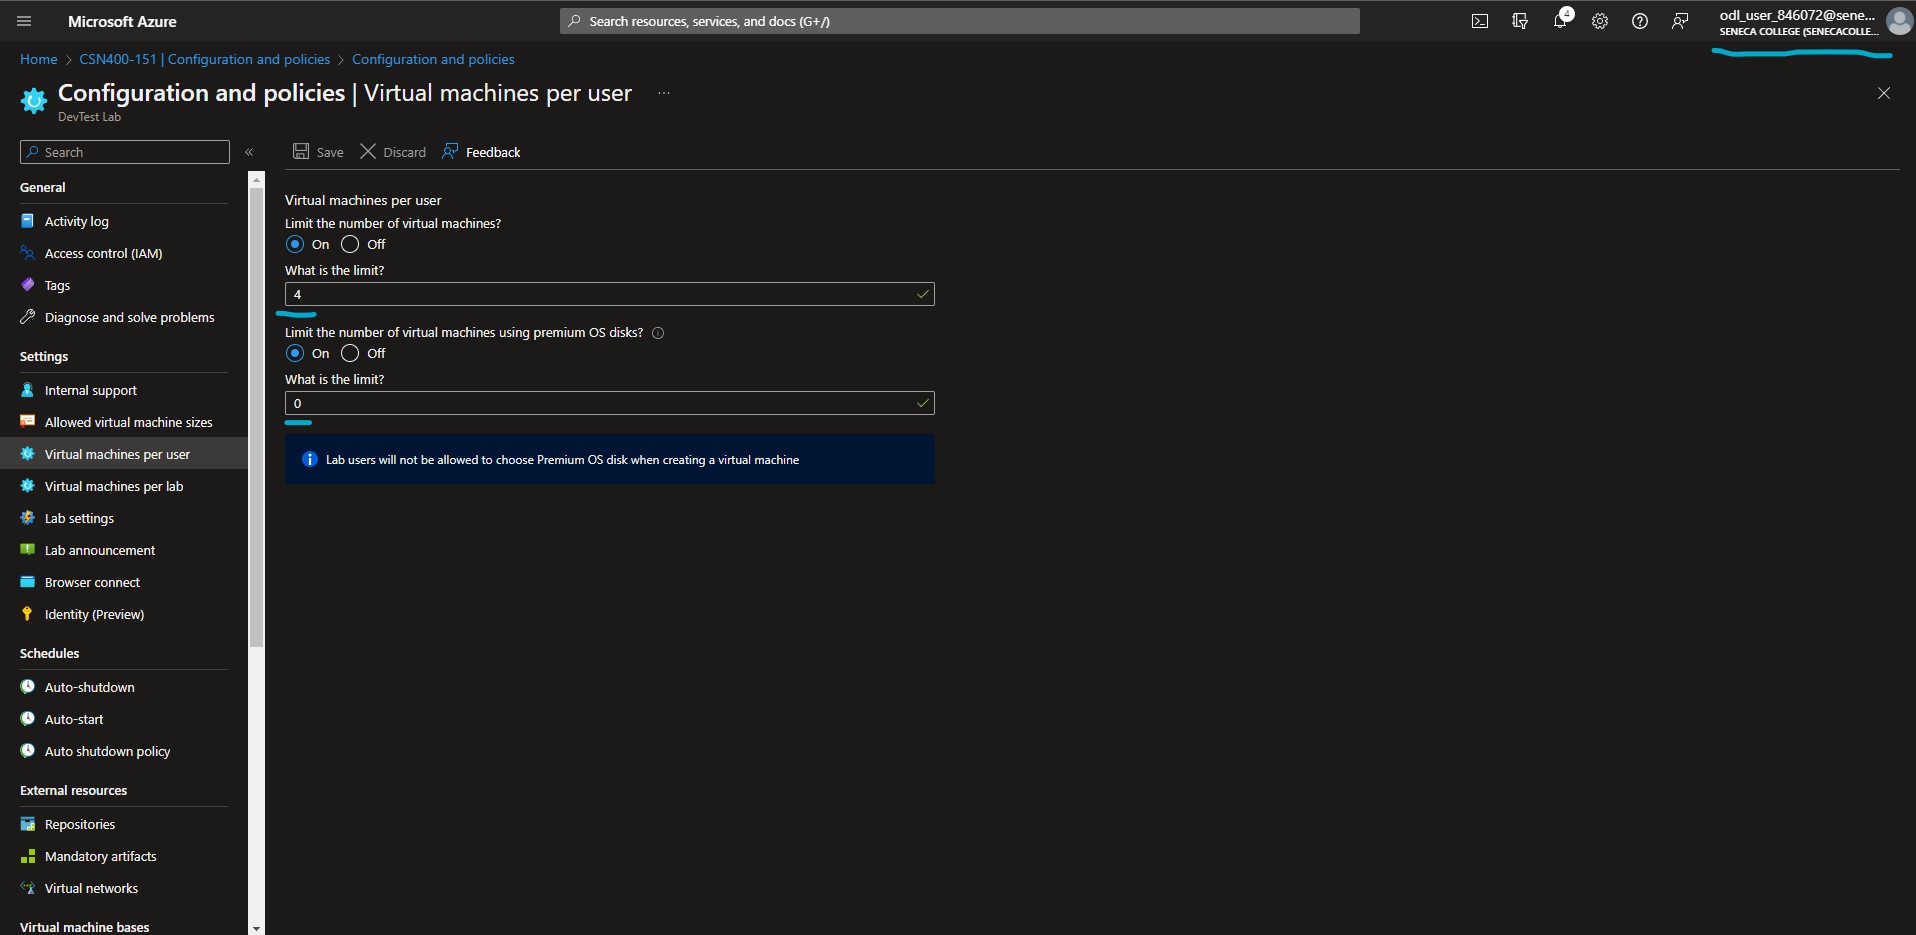 Microsoft Azure
Search resources, services, and docs (G+/)
4
odl_user_846072@sene...
SENECA COLLEGE (SENECACOLLE...
Home > CSN400-151 | Configuration and policies > Configuration and policies
Configuration and policies | Virtual machines per user ...
DevTest Lab
Search
«
Save
Discard
Feedback
General
Activity log
Access control (IAM)
Tags
Diagnose and solve problems
Settings
Internal support
Allowed virtual machine sizes
Virtual machines per user
Virtual machines per lab
Lab settings
Lab announcement
Browser connect
Identity (Preview)
Schedules
Auto-shutdown
Auto-start
Auto shutdown policy
External resources
Repositories
Mandatory artifacts
Virtual networks
Virtual machine bases
Virtual machines per user
Limit the number of virtual machines?
On Off
What is the limit?
4
Limit the number of virtual machines using premium OS disks?
On Off
What is the limit?
0
Lab users will not be allowed to choose Premium OS disk when creating a virtual machine